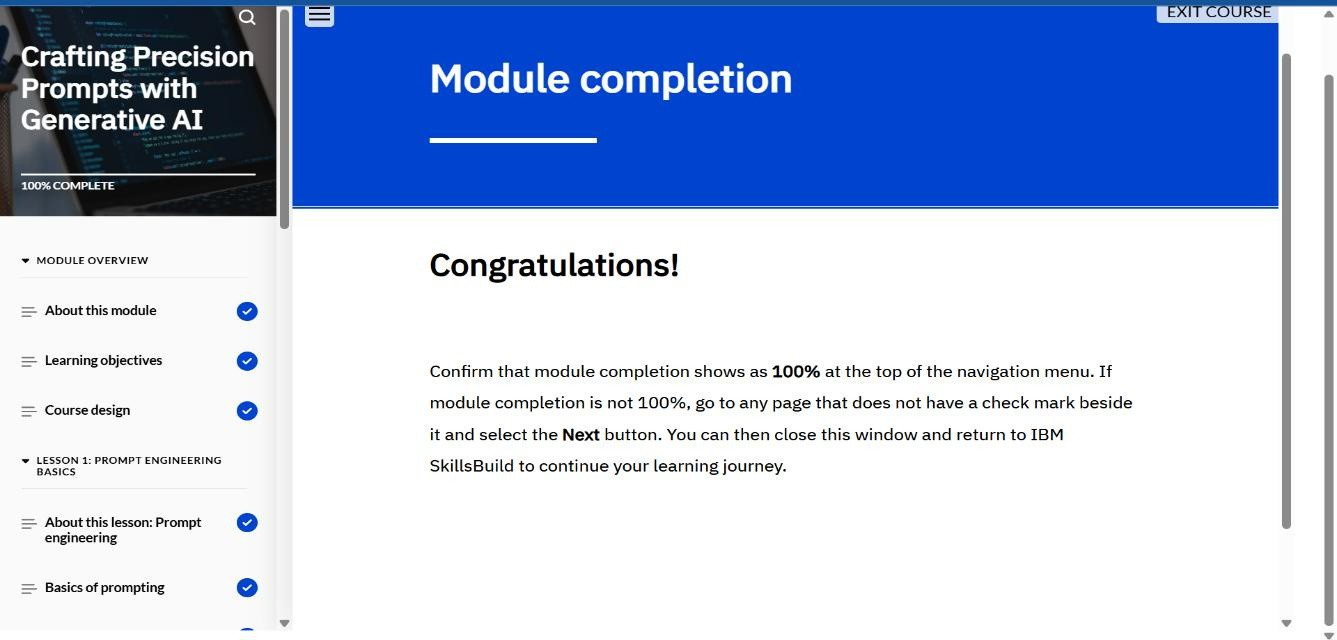 Crafting Precision
Prompts with
Generative AI
100% COMPLETE
MODULE OVERVIEW
About this module
Learning objectives
Course design
LESSON 1: PROMPT ENGINEERING
BASICS
About this lesson: Prompt
engineering
Basics of prompting
EXIT COURSE
Module completion
Congratulations!
Confirm that module completion shows as 100% at the top of the navigation menu. If
module completion is not 100%, go to any page that does not have a check mark beside
it and select the Next button. You can then close this window and return to IBM
SkillsBuild to continue your learning journey.